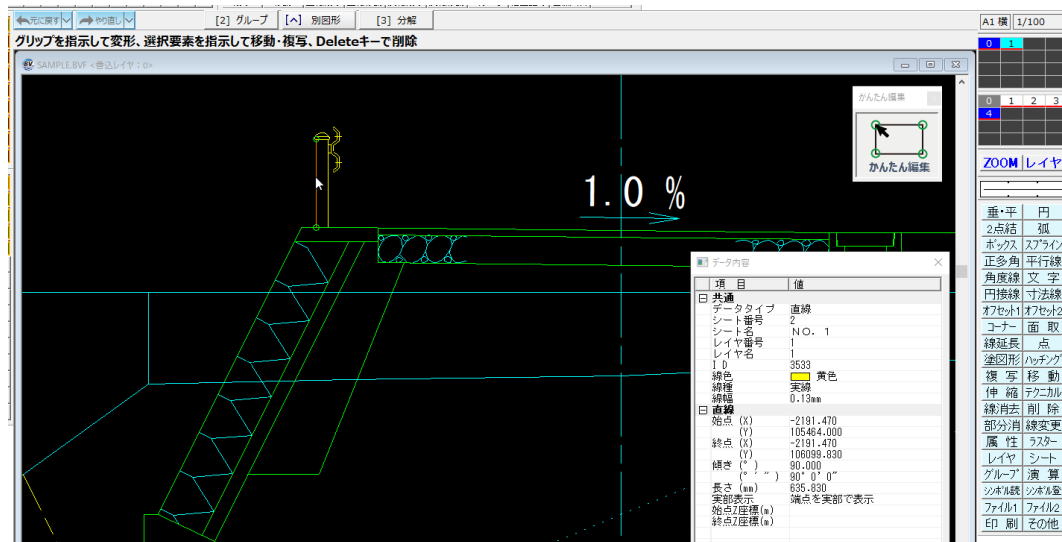 元に戻す やり直し [2] グループ [へ] 別図形 [3] 分解
グリップを指示して変形、選択要素を指示して移動・複写、Deleteキーで削除
SAMPLE.BVF <書込レイヤ:0>
1.0 %
かんたん編集
かんたん編集
データ内容
項 目 値
共通
データタイプ 直線
シート番号 2
シート名 NO. 1
レイヤ番号 1
レイヤ名 1
ID 3533
線色 黄色
線種 実線
線幅 0.13mm
直線
始点 (X) -2191.470
(Y) 105464.000
終点 (X) -2191.470
(Y) 106099.830
傾き (°) 90.000
(° ′ ″) 90° 0′ 0″
長さ (mm) 635.830
実部表示 端点を実部で表示
始点Z座標(m)
終点Z座標(m)
A1 横 1/100
0 1
0 1 2 3
4
ZOOM レイヤ
垂・平 円
2点結 弧
ボックス スプライン
正多角 平行線
角度線 文 字
円接線 寸法線
オフセット1 オフセット2
コーナー 面 取
線延長 点
塗図形 ハッチング
複 写 移 動
伸 縮 テクニカル
線消去 削 除
部分消 線変更
属 性 ラスター
レイヤ シート
グループ 演 算
シンボル読 シンボル登
ファイル1 ファイル2
印 刷 その他